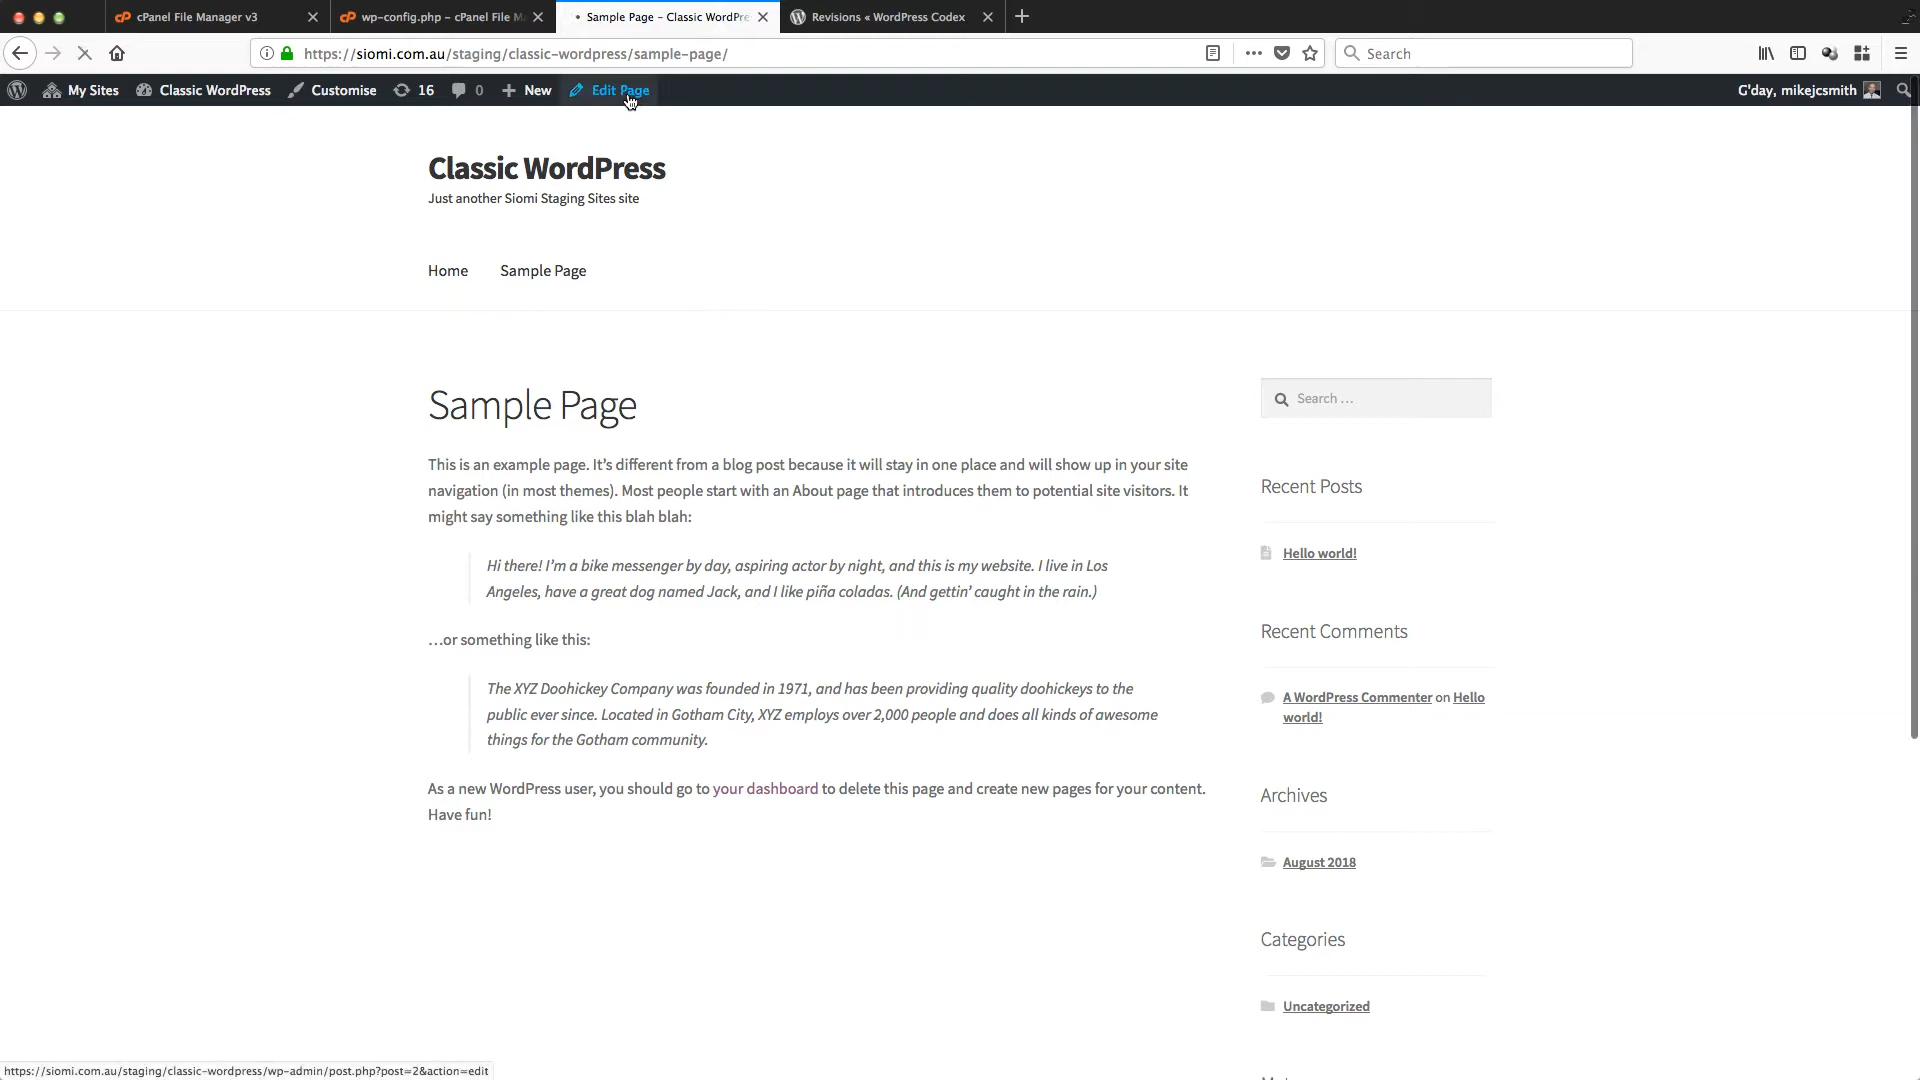 cPanel File Manager v3
wp-config.php – cPanel File M
Sample Page – Classic WordPre
Revisions « WordPress Codex
https://siomi.com.au/staging/classic-wordpress/sample-page/
Search
My Sites
Classic WordPress
Customise
16
0
New
Edit Page
G'day, mikejcsmith
Classic WordPress
Just another Siomi Staging Sites site
Home
Sample Page
Sample Page
This is an example page. It’s different from a blog post because it will stay in one place and will show up in your site
navigation (in most themes). Most people start with an About page that introduces them to potential site visitors. It
might say something like this blah blah:
Hi there! I’m a bike messenger by day, aspiring actor by night, and this is my website. I live in Los
Angeles, have a great dog named Jack, and I like piña coladas. (And gettin’ caught in the rain.)
…or something like this:
The XYZ Doohickey Company was founded in 1971, and has been providing quality doohickeys to the
public ever since. Located in Gotham City, XYZ employs over 2,000 people and does all kinds of awesome
things for the Gotham community.
As a new WordPress user, you should go to your dashboard to delete this page and create new pages for your content.
Have fun!
Search …
Recent Posts
Hello world!
Recent Comments
A WordPress Commenter on Hello
world!
Archives
August 2018
Categories
Uncategorized
https://siomi.com.au/staging/classic-wordpress/wp-admin/post.php?post=2&action=edit